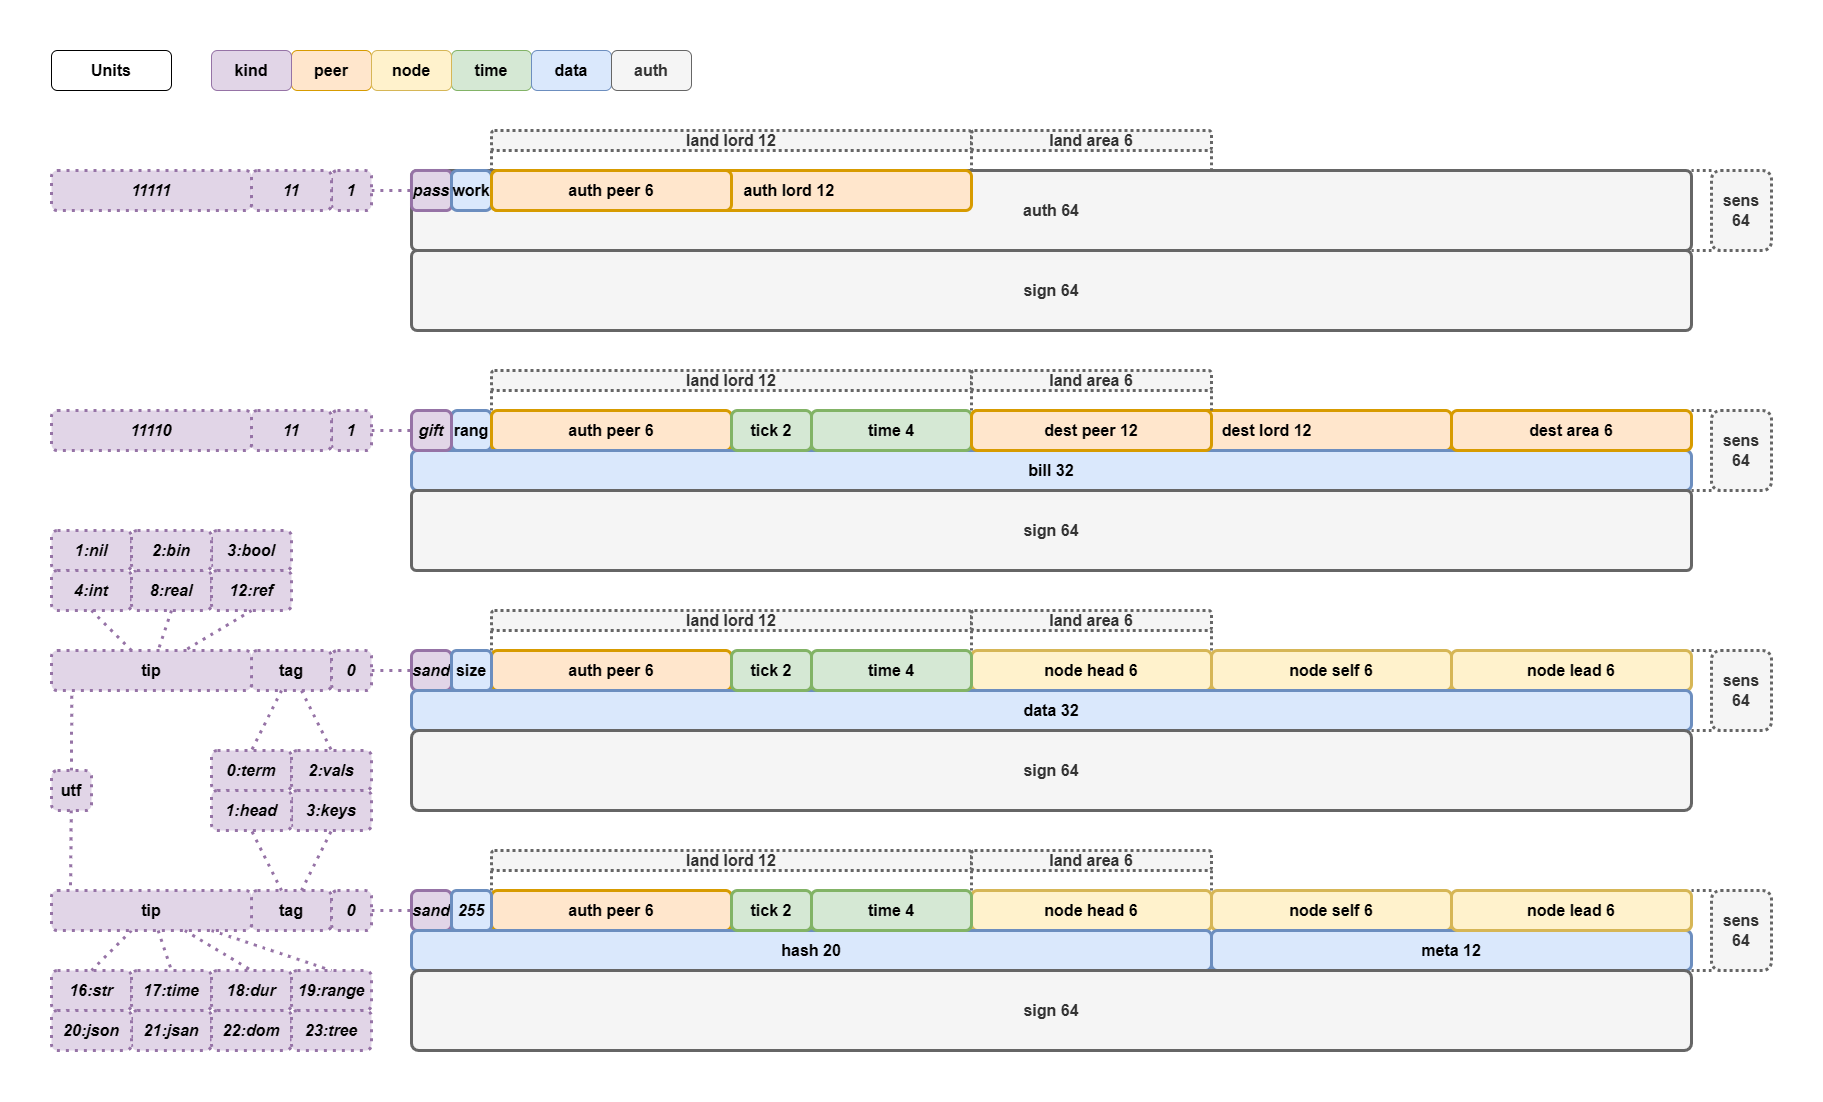 Units
kind peer node time data auth
land lord 12 land area 6
11111 11 1 pass work auth peer 6 auth lord 12
auth 64
sens
64
sign 64
land lord 12 land area 6
11110 11 1 gift rang auth peer 6 tick 2 time 4 dest peer 12 dest lord 12 dest area 6
sens
64
bill 32
sign 64
1:nil 2:bin 3:bool
4:int 8:real 12:ref
land lord 12 land area 6
tip tag 0 sand size auth peer 6 tick 2 time 4 node head 6 node self 6 node lead 6
sens
64
data 32
sign 64
0:term 2:vals
utf
1:head 3:keys
land lord 12 land area 6
tip tag 0 sand 255 auth peer 6 tick 2 time 4 node head 6 node self 6 node lead 6
sens
64
hash 20 meta 12
16:str 17:time 18:dur 19:range
sign 64
20:json 21:jsan 22:dom 23:tree